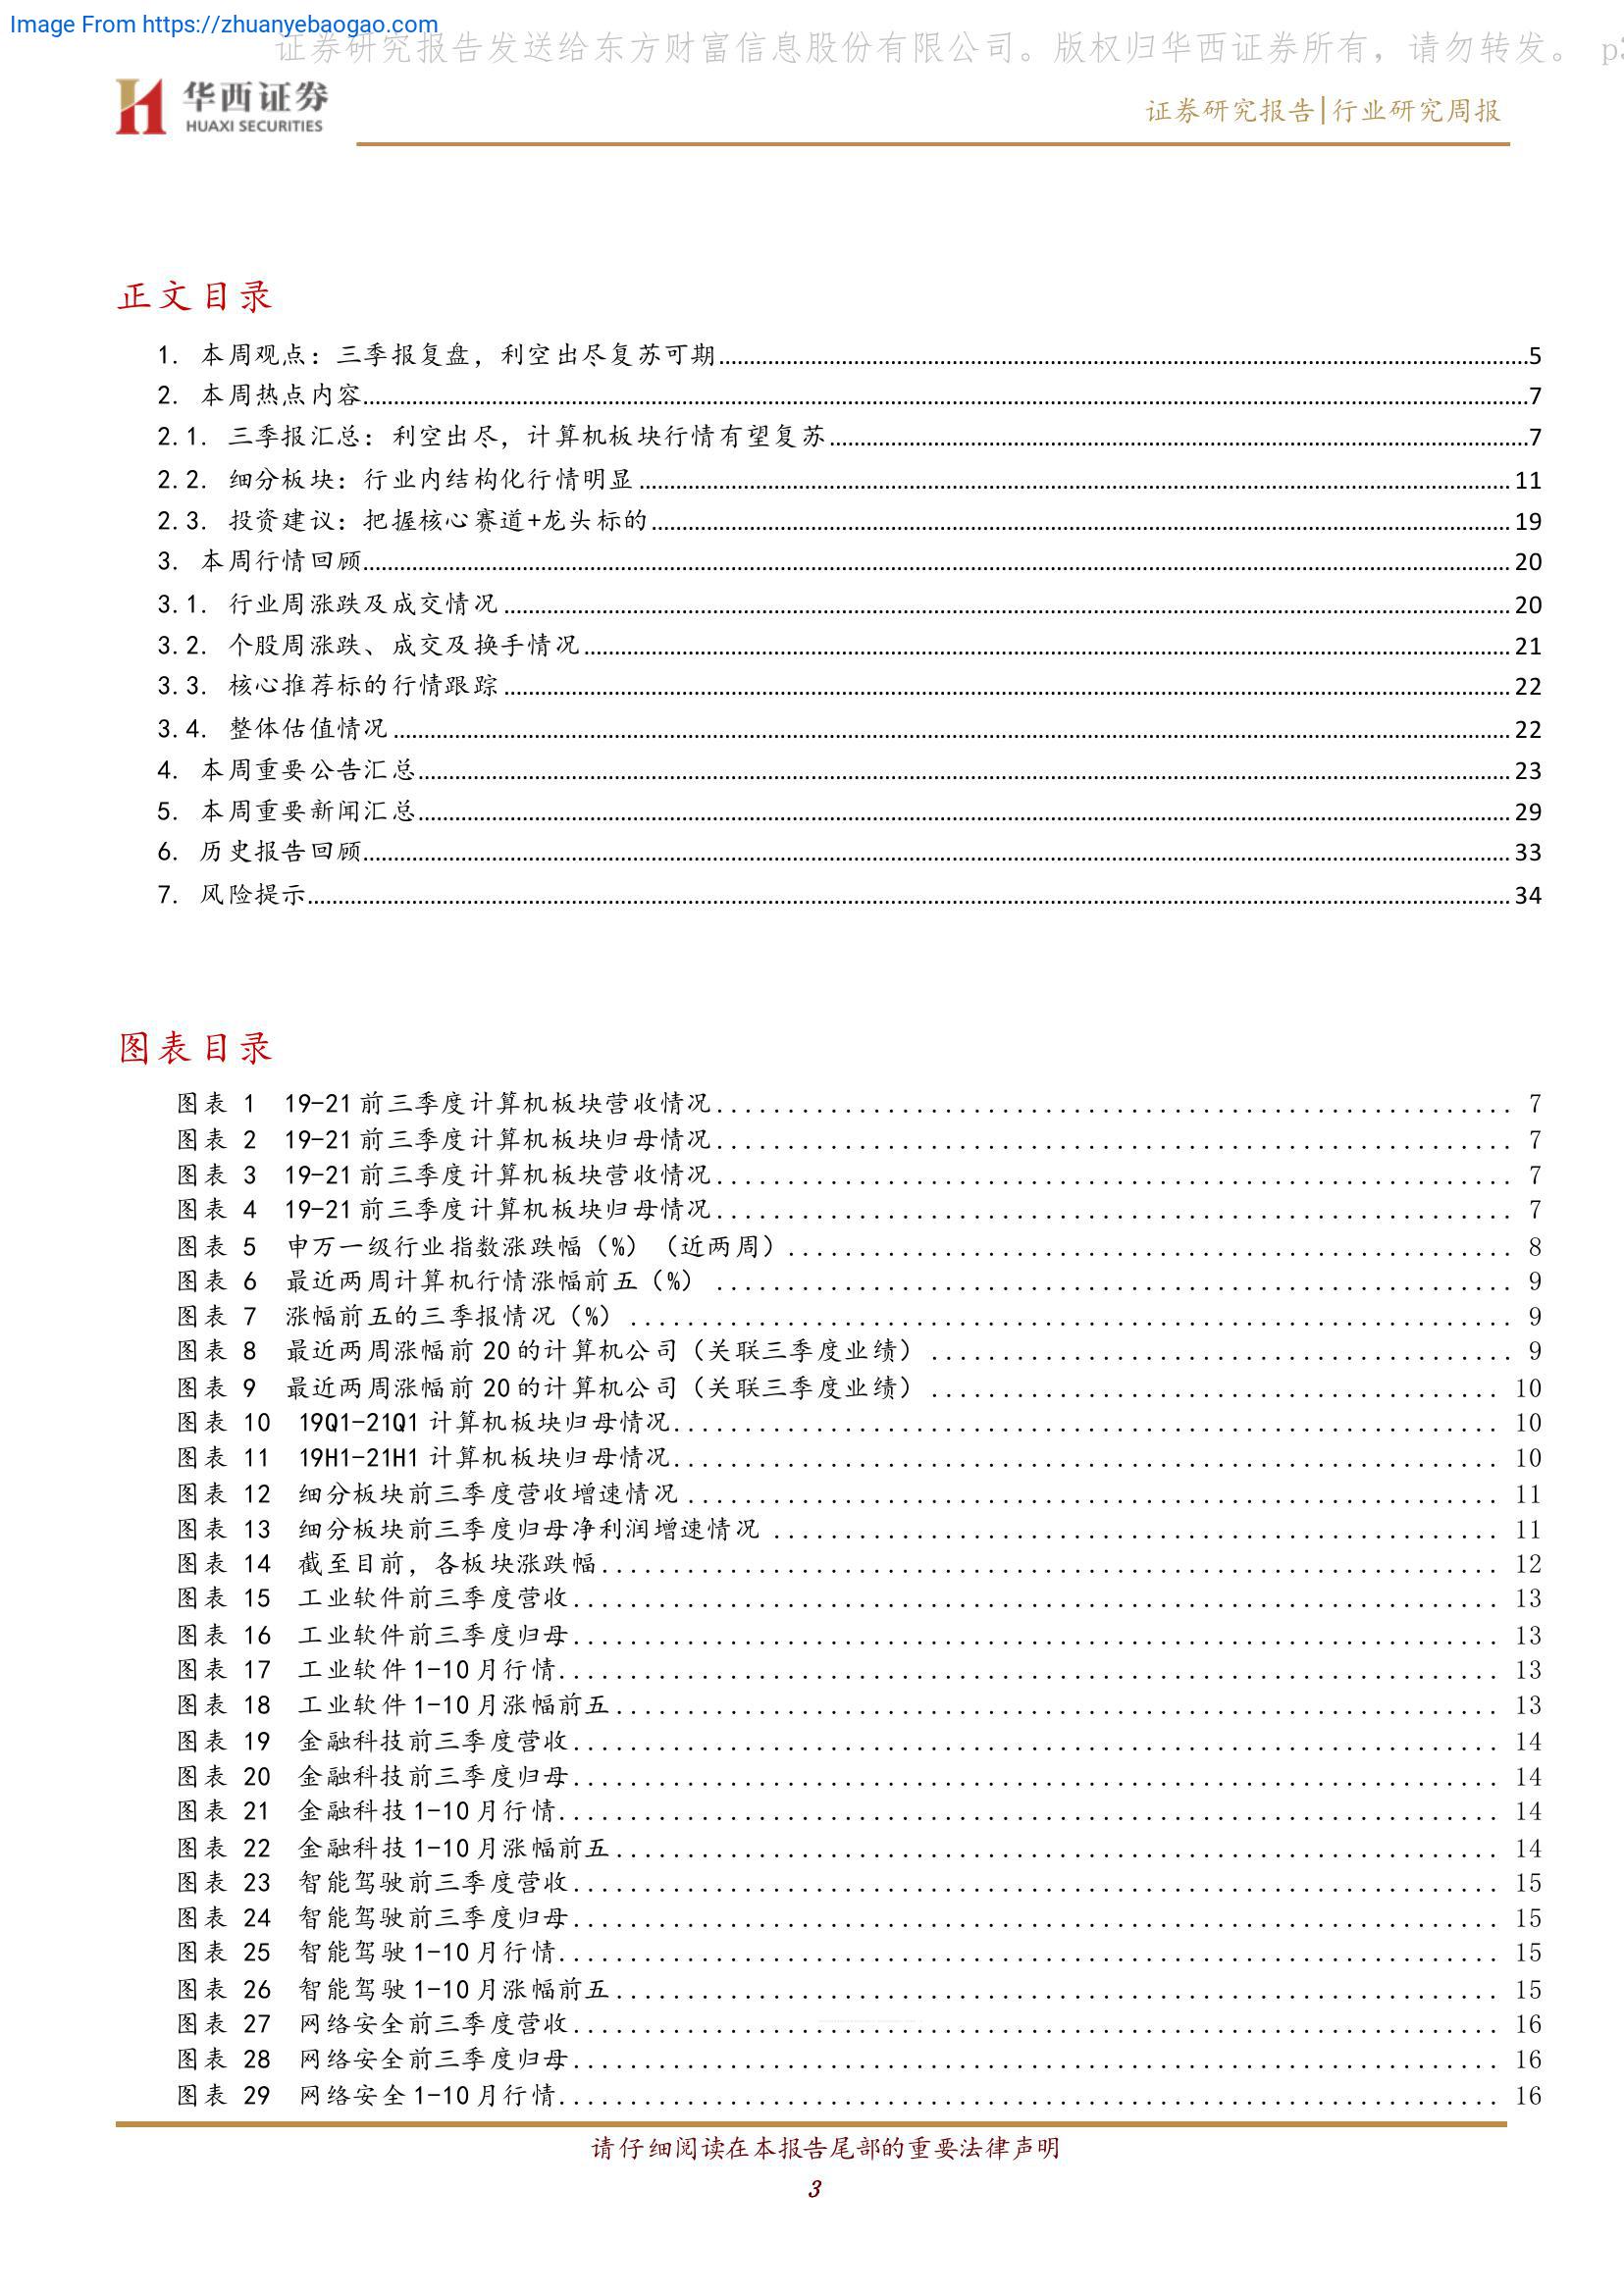 Image From https://zhuanyebaogao.com
证券研究报告发送给东方财富信息股份有限公司。版权归华西证券所有，请勿转发。 p3
华西证券
HUAXI SECURITIES
证券研究报告|行业研究周报
正文目录
1. 本周观点：三季报复盘，利空出尽复苏可期........5
2. 本周热点内容........7
2.1. 三季报汇总：利空出尽，计算机板块行情有望复苏........7
2.2. 细分板块：行业内结构化行情明显........11
2.3. 投资建议：把握核心赛道+龙头标的........19
3. 本周行情回顾........20
3.1. 行业周涨跌及成交情况........20
3.2. 个股周涨跌、成交及换手情况........21
3.3. 核心推荐标的行情跟踪........22
3.4. 整体估值情况........22
4. 本周重要公告汇总........23
5. 本周重要新闻汇总........29
6. 历史报告回顾........33
7. 风险提示........34
图表目录
图表 1 19-21前三季度计算机板块营收情况........7
图表 2 19-21前三季度计算机板块归母情况........7
图表 3 19-21前三季度计算机板块营收情况........7
图表 4 19-21前三季度计算机板块归母情况........7
图表 5 申万一级行业指数涨跌幅（%）（近两周）........8
图表 6 最近两周计算机行情涨幅前五（%）........9
图表 7 涨幅前五的三季报情况（%）........9
图表 8 最近两周涨幅前20的计算机公司（关联三季度业绩）........9
图表 9 最近两周涨幅前20的计算机公司（关联三季度业绩）........10
图表 10 19Q1-21Q1计算机板块归母情况........10
图表 11 19H1-21H1计算机板块归母情况........10
图表 12 细分板块前三季度营收增速情况........11
图表 13 细分板块前三季度归母净利润增速情况........11
图表 14 截至目前，各板块涨跌幅........12
图表 15 工业软件前三季度营收........13
图表 16 工业软件前三季度归母........13
图表 17 工业软件1-10月行情........13
图表 18 工业软件1-10月涨幅前五........13
图表 19 金融科技前三季度营收........14
图表 20 金融科技前三季度归母........14
图表 21 金融科技1-10月行情........14
图表 22 金融科技1-10月涨幅前五........14
图表 23 智能驾驶前三季度营收........15
图表 24 智能驾驶前三季度归母........15
图表 25 智能驾驶1-10月行情........15
图表 26 智能驾驶1-10月涨幅前五........15
图表 27 网络安全前三季度营收........16
图表 28 网络安全前三季度归母........16
图表 29 网络安全1-10月行情........16
请仔细阅读在本报告尾部的重要法律声明
3